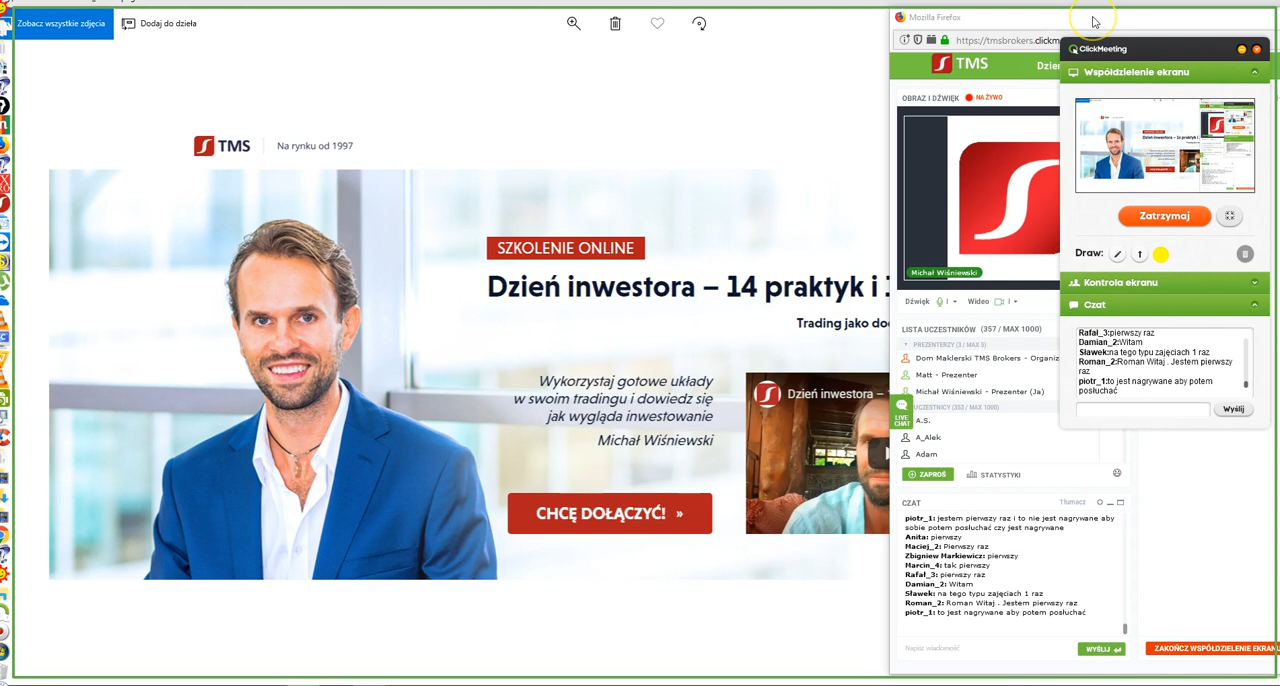 Zobacz wszystkie zdjęcia
Dodaj do dzieła
TMS
Na rynku od 1997
SZKOLENIE ONLINE
Dzień inwestora – 14 praktyk i
Trading jako
Wykorzystaj gotowe układy
w swoim tradingu i dowiedz się
jak wygląda inwestowanie
Michał Wiśniewski
CHCĘ DOŁĄCZYĆ! »
Dzień inwestora –
Mozilla Firefox
https://tmsbrokers.clickm
TMS
Dzień
OBRAZ I DŹWIĘK
NA ŻYWO
Michał Wiśniewski
Dźwięk
Wideo
LISTA UCZESTNIKÓW (357 / MAX 1000)
PREZENTERZY (3 / MAX 5)
Dom Maklerski TMS Brokers - Organiz
Matt - Prezenter
Michał Wiśniewski - Prezenter (Ja)
UCZESTNICY (353 / MAX 1000)
LIVE
CHAT
A.S.
A_Alek
Adam
ZAPROŚ
STATYSTYKI
CZAT
Tłumacz
piotr_1: jestem pierwszy raz i to nie jest nagrywane aby
sobie potem posłuchać czy jest nagrywane
Anita: pierwszy
Maciej_2: Pierwszy raz
Zbigniew Markiewicz: pierwszy
Marcin_4: tak pierwszy
Rafał_3: pierwszy raz
Damian_2: Witam
Sławek: na tego typu zajęciach 1 raz
Roman_2: Roman Witaj . Jestem pierwszy raz
piotr_1: to jest nagrywane aby potem posłuchać
Napisz wiadomość
WYŚLIJ
ZAKOŃCZ WSPÓŁDZIELENIE EKRANU
ClickMeeting
Współdzielenie ekranu
Zatrzymaj
Draw:
Kontrola ekranu
Czat
Rafał_3:pierwszy raz
Damian_2:Witam
Sławek:na tego typu zajęciach 1 raz
Roman_2:Roman Witaj . Jestem pierwszy
raz
piotr_1:to jest nagrywane aby potem
posłuchać
Wyślij